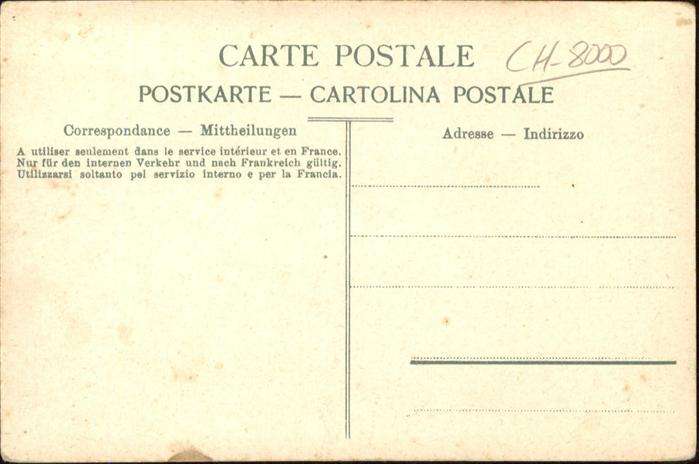 CARTE POSTALE
CH-8000
POSTKARTE — CARTOLINA POSTALE
Correspondance — Mittheilungen
A utiliser seulement dans le service intérieur et en France.
Nur für den internen Verkehr und nach Frankreich gültig.
Utilizzarsi soltanto pel servizio interno e per la Francia.
Adresse — Indirizzo